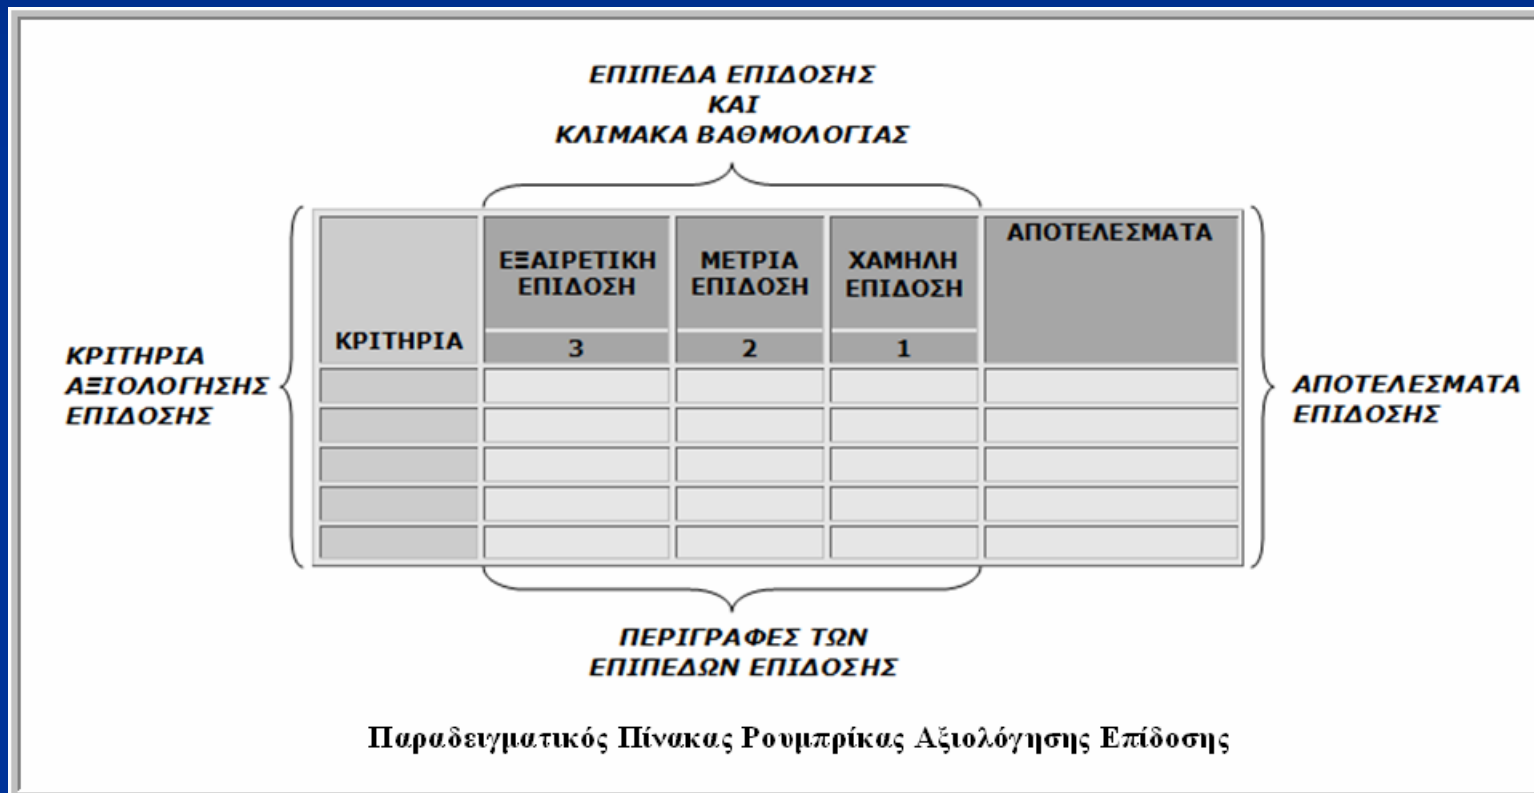 ΕΠΙΠΕΔΑ ΕΠΙΔΟΣΗΣ
ΚΑΙ
ΚΛΙΜΑΚΑ ΒΑΘΜΟΛΟΓΙΑΣ
ΚΡΙΤΗΡΙΑ
ΑΞΙΟΛΟΓΗΣΗΣ
ΕΠΙΔΟΣΗΣ
ΚΡΙΤΗΡΙΑ
ΕΞΑΙΡΕΤΙΚΗ
ΕΠΙΔΟΣΗ
3
ΜΕΤΡΙΑ
ΕΠΙΔΟΣΗ
2
ΧΑΜΗΛΗ
ΕΠΙΔΟΣΗ
1
ΑΠΟΤΕΛΕΣΜΑΤΑ
ΑΠΟΤΕΛΕΣΜΑΤΑ
ΕΠΙΔΟΣΗΣ
ΠΕΡΙΓΡΑΦΕΣ ΤΩΝ
ΕΠΙΠΕΔΩΝ ΕΠΙΔΟΣΗΣ
Παραδειγματικός Πίνακας Ρουμπρίκας Αξιολόγησης Επίδοσης